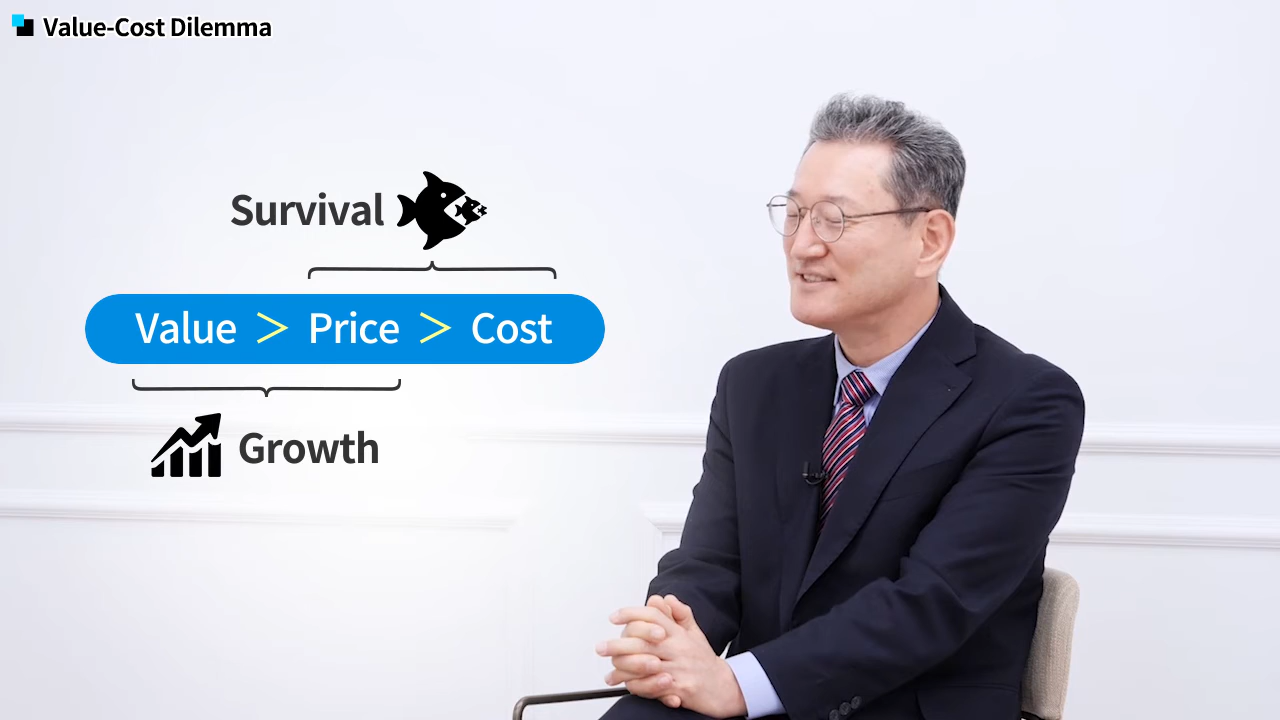 Value-Cost Dilemma
Survival
Value > Price > Cost
Growth